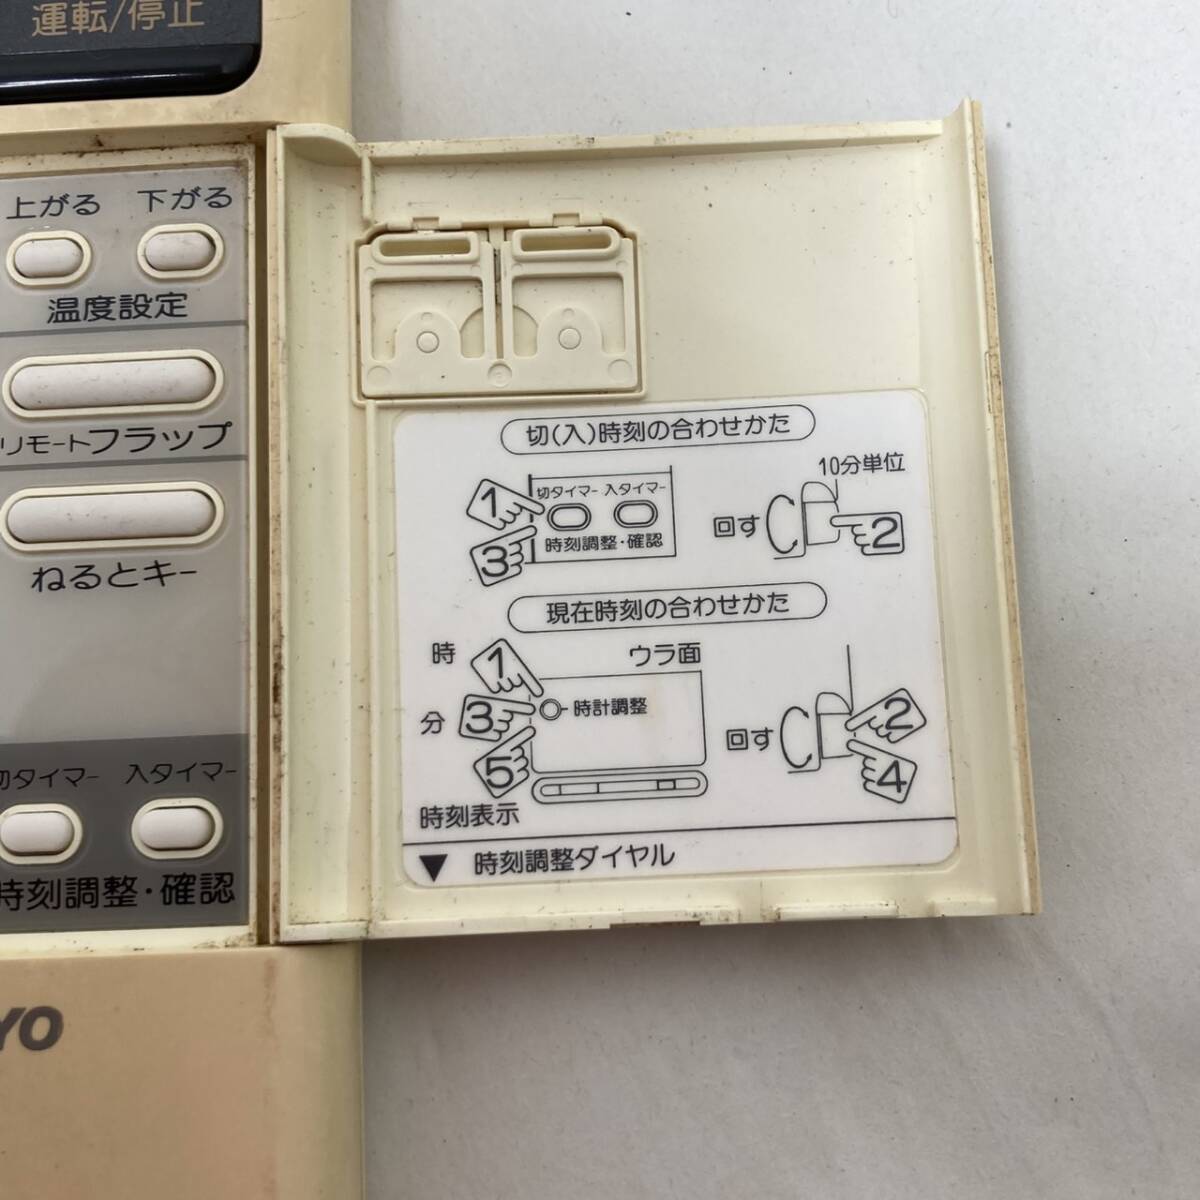 運転/停止
上がる 下がる
温度設定
リモートフラップ
ねるとキー
切タイマー 入タイマー
時刻調整・確認
YO
切(入)時刻の合わせかた
10分単位
1 切タイマー 入タイマー
回す 2
3 時刻調整・確認
現在時刻の合わせかた
時 1 ウラ面
分 3 時計調整
回す 2
5 4
時刻表示
▼ 時刻調整ダイヤル